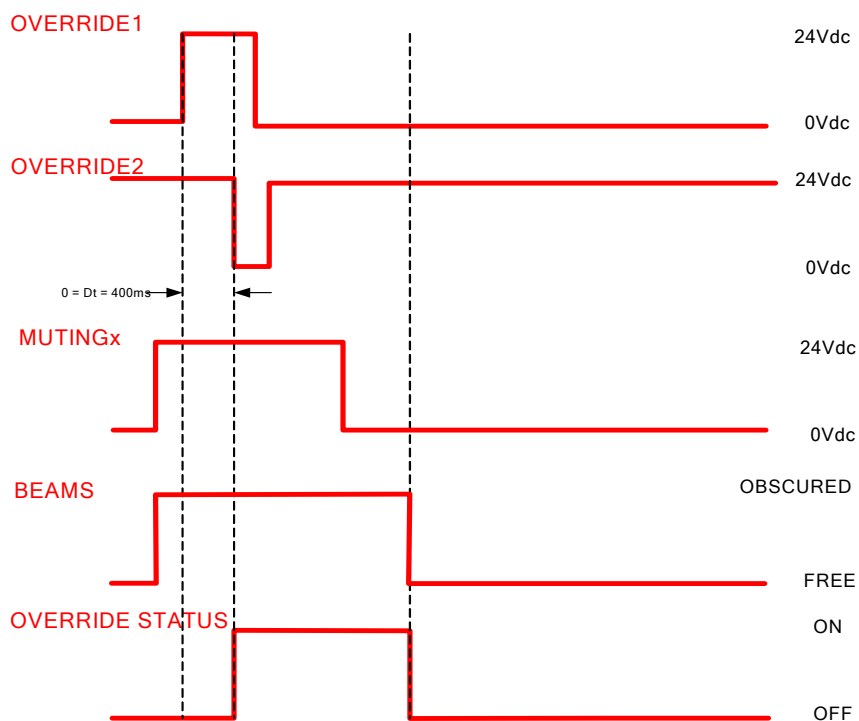 OVERRIDE1
24Vdc
0Vdc
OVERRIDE2
24Vdc
0Vdc
0 = Dt = 400ms
MUTINGx
24Vdc
0Vdc
BEAMS
OBSCURED
FREE
OVERRIDE STATUS
ON
OFF